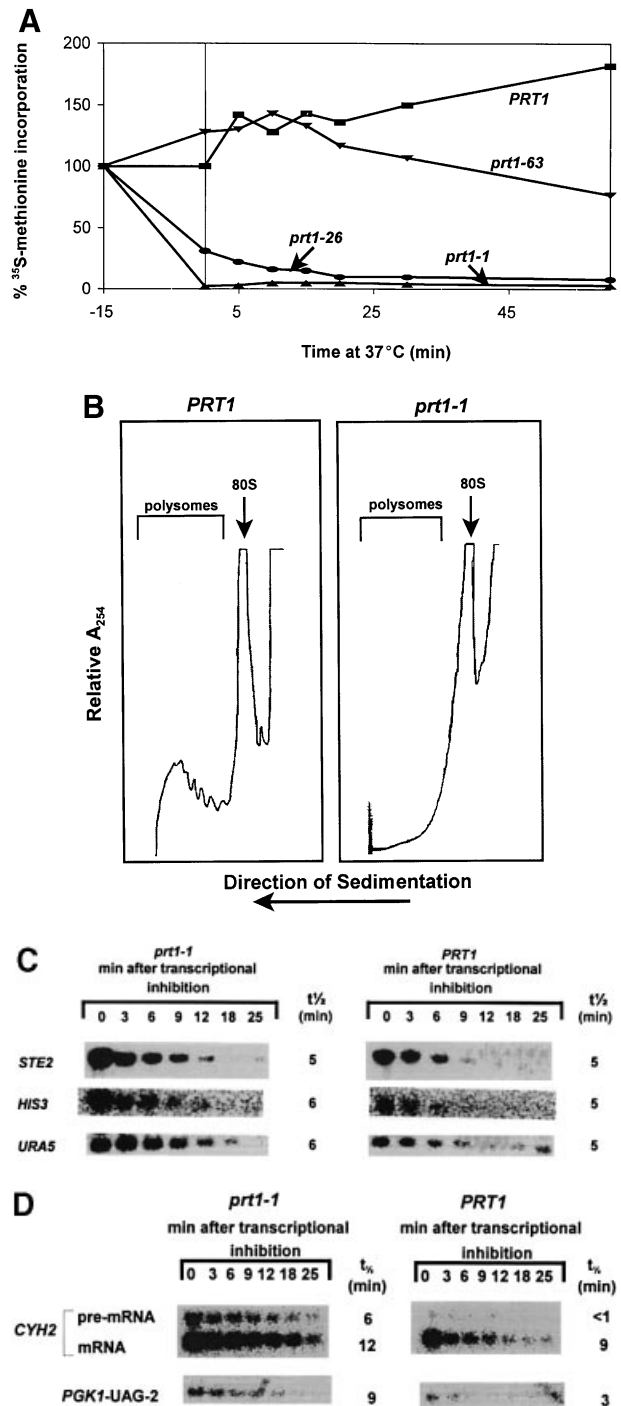 A
% 35S-methionine incorporation
200
150
100
50
0
PRT1
prt1-63
prt1-26
prt1-1
-15 5 25 45
Time at 37°C (min)
B
PRT1 prt1-1
80S 80S
polysomes polysomes
Relative A254
Direction of Sedimentation
C
prt1-1
min after transcriptional
inhibition
0 3 6 9 12 18 25
t½
(min)
PRT1
min after transcriptional
inhibition
0 3 6 9 12 18 25
t½
(min)
STE2 5 5
HIS3 6 5
URA5 6 5
D
prt1-1
min after transcriptional
inhibition
0 3 6 9 12 18 25
t½
(min)
PRT1
min after transcriptional
inhibition
0 3 6 9 12 18 25
t½
(min)
CYH2
pre-mRNA 6 <1
mRNA 12 9
PGK1-UAG-2 9 3